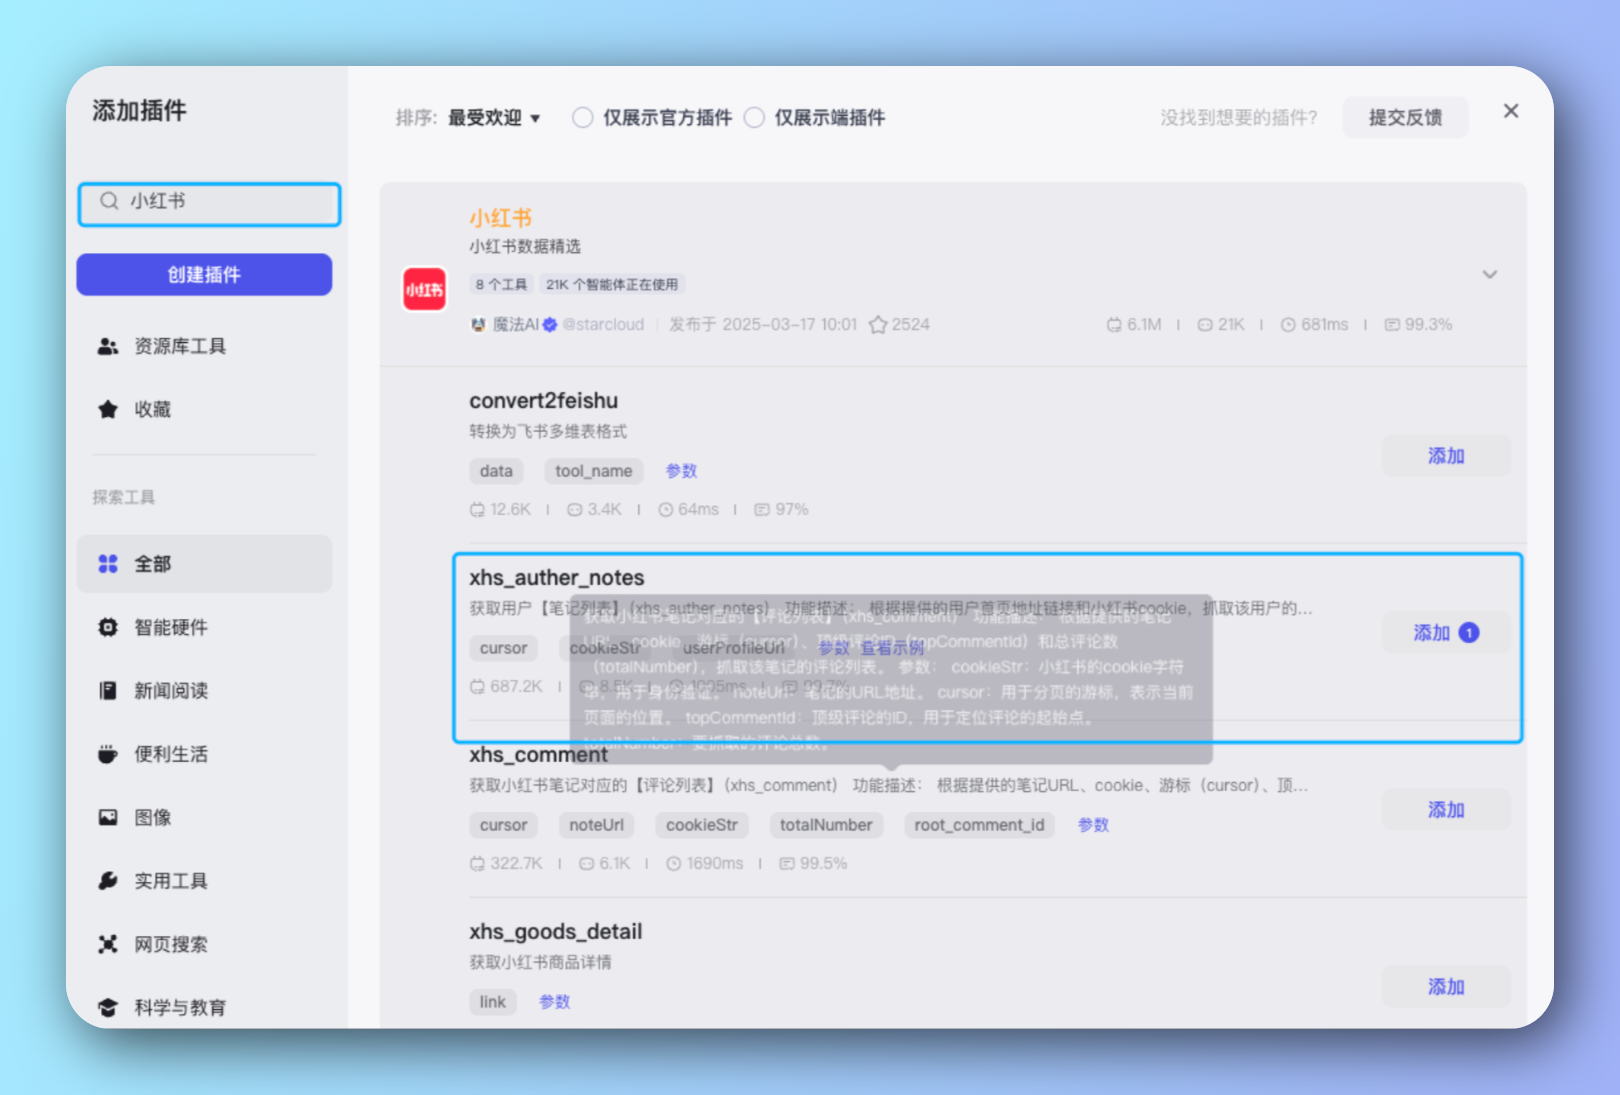 添加插件
小红书
创建插件
资源库工具
收藏
探索工具
全部
智能硬件
新闻阅读
便利生活
图像
实用工具
网页搜索
科学与教育
排序: 最受欢迎 仅展示官方插件 仅展示端插件
没找到想要的插件? 提交反馈
小红书
小红书
小红书数据精选
8 个工具 21K 个智能体正在使用
魔法AI @starcloud 发布于 2025-03-17 10:01 2524
6.1M 21K 681ms 99.3%
convert2feishu
转换为飞书多维表格式
data tool_name 参数
12.6K 3.4K 64ms 97%
添加
xhs_auther_notes
获取用户【笔记列表】(xhs_auther_notes) 功能描述: 根据提供的用户首页地址链接和小红书cookie, 抓取该用户的...
cursor cookieStr userProfileUrl 参数 查看示例
687.2K 8.5K 1095ms 99.7%
添加 1
获取小红书笔记对应的【评论列表】(xhs_comment) 功能描述: 根据提供的笔记
URL、cookie、游标 (cursor)、顶级评论ID (topCommentId) 和总评论数
(totalNumber), 抓取该笔记的评论列表。 参数: cookieStr: 小红书的cookie字符
串, 用于身份验证。 noteUrl: 笔记的URL地址。 cursor: 用于分页的游标, 表示当前
页面的位置。 topCommentId: 顶级评论的ID, 用于定位评论的起始点。
totalNumber: 要抓取的评论总数。
xhs_comment
获取小红书笔记对应的【评论列表】(xhs_comment) 功能描述: 根据提供的笔记URL、cookie、游标 (cursor)、顶...
cursor noteUrl cookieStr totalNumber root_comment_id 参数
322.7K 6.1K 1690ms 99.5%
添加
xhs_goods_detail
获取小红书商品详情
link 参数
添加